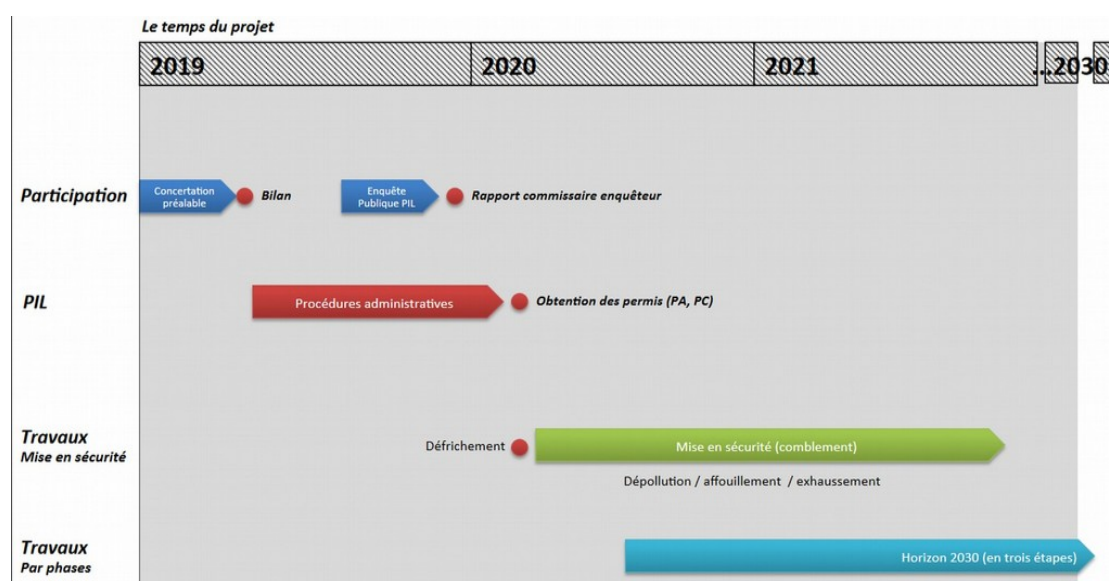 Le temps du projet
2019
2020
2021
...2030
Participation
Concertation
préalable
Bilan
Enquête
Publique PIL
Rapport commissaire enquêteur
PIL
Procédures administratives
Obtention des permis (PA, PC)
Travaux
Mise en sécurité
Défrichement
Mise en sécurité (comblement)
Dépollution / affouillement / exhaussement
Travaux
Par phases
Horizon 2030 (en trois étapes)